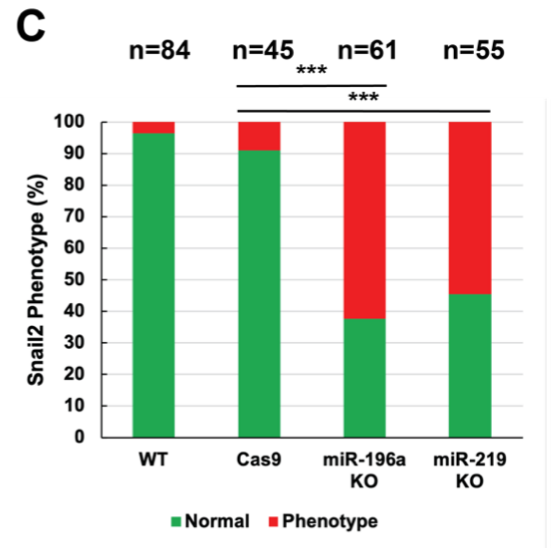 C
n=84 n=45 n=61 n=55
***
***
Snail2 Phenotype (%)
100
90
80
70
60
50
40
30
20
10
0
WT Cas9 miR-196a KO miR-219 KO
Normal Phenotype